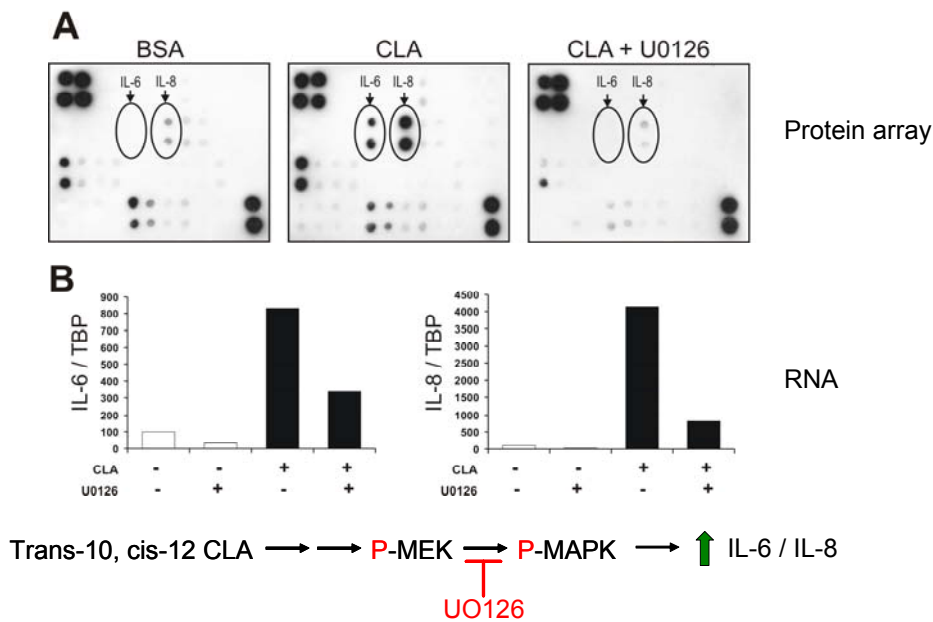 A
BSA CLA CLA + U0126
IL-6 IL-8 IL-6 IL-8 IL-6 IL-8
Protein array
B
IL-6 / TBP
900
800
700
600
500
400
300
200
100
0
CLA - - + +
U0126 - + - +
IL-8 / TBP
4500
4000
3500
3000
2500
2000
1500
1000
500
0
CLA - - + +
U0126 - + - +
RNA
Trans-10, cis-12 CLA P-MEK P-MAPK IL-6 / IL-8
UO126